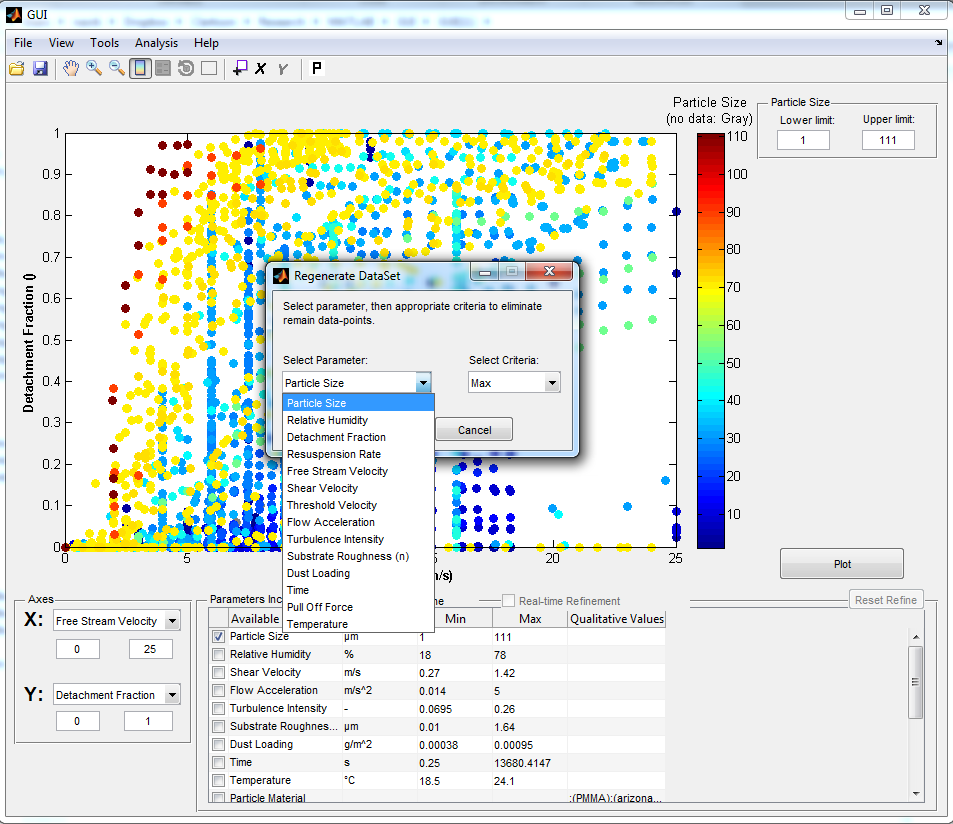 GUI
File View Tools Analysis Help
P
Particle Size
(no data: Gray)
Particle Size
Lower limit: Upper limit:
1 111
1
0.9
0.8
0.7
0.6
0.5
0.4
0.3
0.2
0.1
0
Detachment Fraction ()
0 5 20 25
m/s)
110
100
90
80
70
60
50
40
30
20
10
Regenerate DataSet
Select parameter, then appropriate criteria to eliminate
remain data-points.
Select Parameter: Select Criteria:
Particle Size Max
Cancel
Particle Size
Relative Humidity
Detachment Fraction
Resuspension Rate
Free Stream Velocity
Shear Velocity
Threshold Velocity
Flow Acceleration
Turbulence Intensity
Substrate Roughness (n)
Dust Loading
Time
Pull Off Force
Temperature
Plot
Axes
X: Free Stream Velocity
0 25
Y: Detachment Fraction
0 1
Parameters Inc ne Real-time Refinement Reset Refine
Available Min Max Qualitative Values
Particle Size µm 1 111
Relative Humidity % 18 78
Shear Velocity m/s 0.27 1.42
Flow Acceleration m/s^2 0.014 5
Turbulence Intensity - 0.0695 0.26
Substrate Roughnes... µm 0.01 1.64
Dust Loading g/m^2 0.00038 0.00095
Time s 0.25 13680.4147
Temperature °C 18.5 24.1
Particle Material ;(PMMA);(arizona...